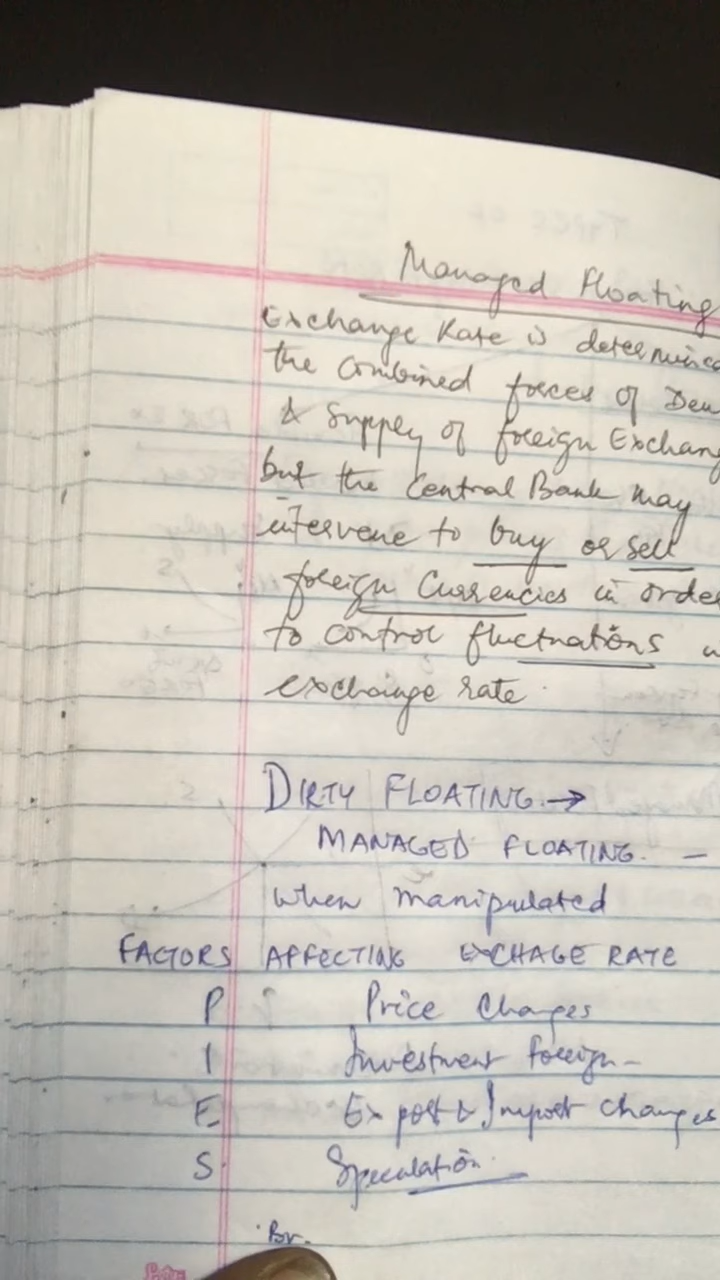 Managed Floating
Exchange Rate is determined
the combined forces of Dem
& Supply of foreign Exchang
but the Central Bank may
intervene to buy or sell
foreign Currencies in orde
to control fluctuations
exchange rate.
DIRTY FLOATING →
MANAGED FLOATING. –
When manipulated
FACTORS AFFECTING EXCHAGE RATE
P Price Changes
I Investment foreign –
E Export & Import changes
S. Speculation.